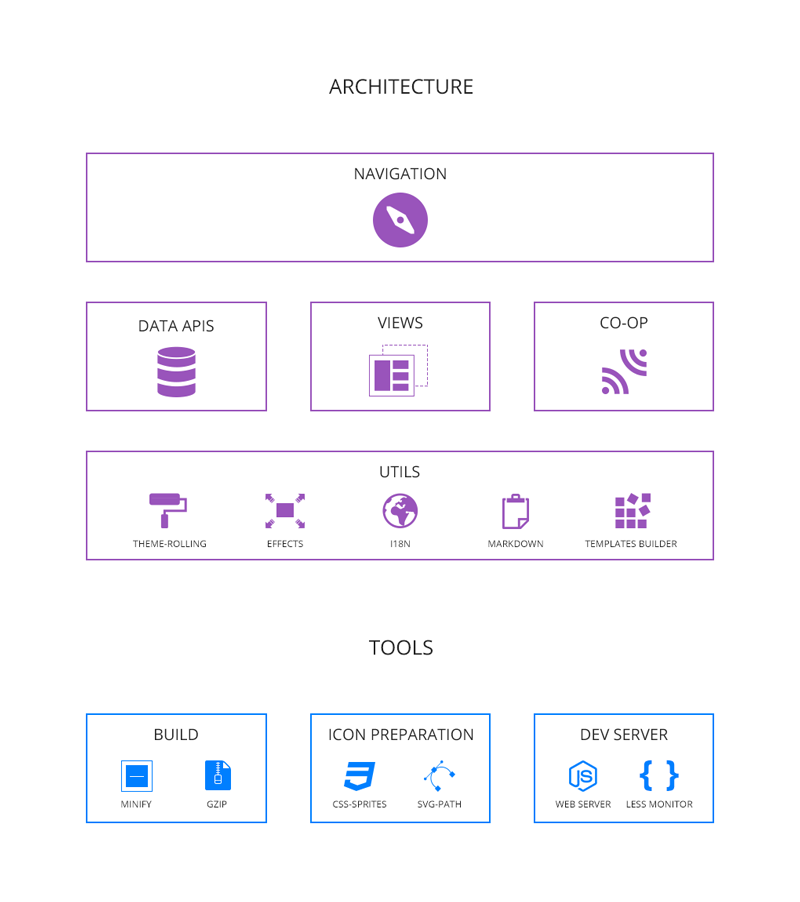 ARCHITECTURE
NAVIGATION
DATA APIS
VIEWS
CO-OP
UTILS
THEME-ROLLING
EFFECTS
I18N
MARKDOWN
TEMPLATES BUILDER
TOOLS
BUILD
MINIFY
GZIP
ICON PREPARATION
CSS-SPRITES
SVG-PATH
DEV SERVER
JS
WEB SERVER
{ }
LESS MONITOR